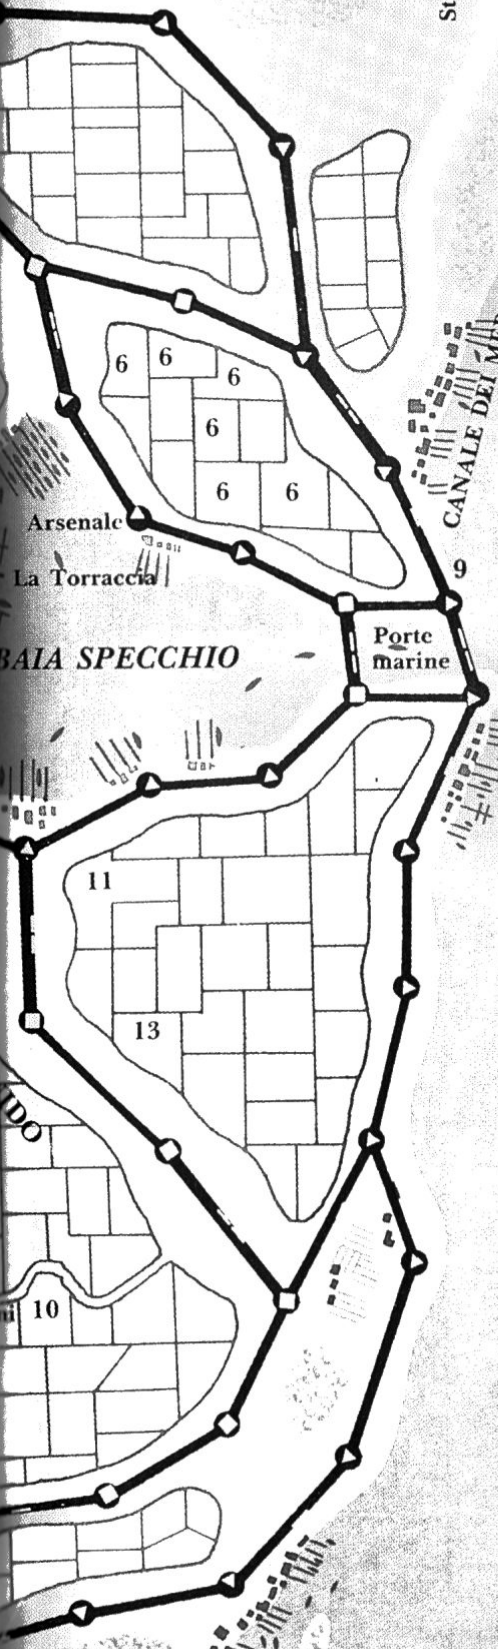 St
6
6
6
6
6
6
CANALE DEI
Arsenale
La Torraccia
9
BAIA SPECCHIO
Porte
marine
11
13
IDO
ni
10